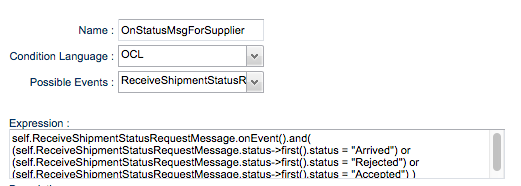 Name : OnStatusMsgForSupplier
Condition Language : OCL
Possible Events : ReceiveShipmentStatusR
Expression :
self.ReceiveShipmentStatusRequestMessage.onEvent().and(
(self.ReceiveShipmentStatusRequestMessage.status->first().status = "Arrived") or
(self.ReceiveShipmentStatusRequestMessage.status->first().status = "Rejected") or
(self.ReceiveShipmentStatusRequestMessage.status->first().status = "Accepted") )